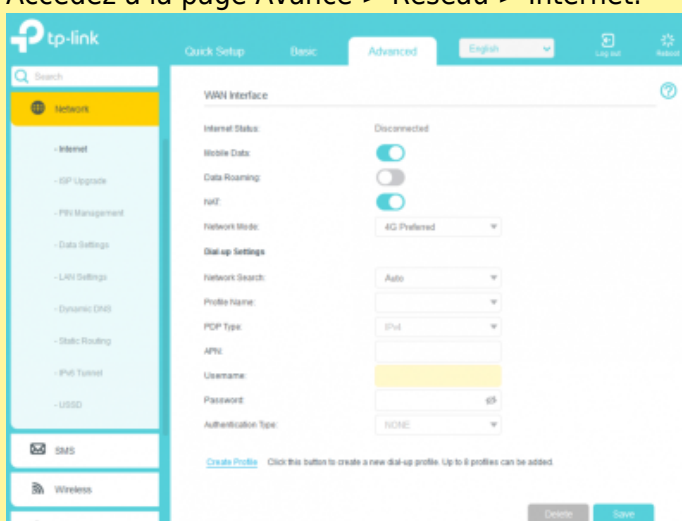 Accédez à la page Avancé > Réseau > Internet.
tp-link
Quick Setup Basic Advanced English Log out Reboot
Search
Network
- Internet
- ISP Upgrade
- PIN Management
- Data Settings
- LAN Settings
- Dynamic DNS
- Static Routing
- IPv6 Tunnel
- USSD
SMS
Wireless
WAN Interface
Internet Status: Disconnected
Mobile Data:
Data Roaming:
NAT:
Network Mode: 4G Preferred
Dial-up Settings
Network Search: Auto
Profile Name:
PDP Type: IPv4
APN:
Username:
Password:
Authentication Type: NONE
Create Profile Click this button to create a new dial-up profile. Up to 8 profiles can be added.
Delete Save